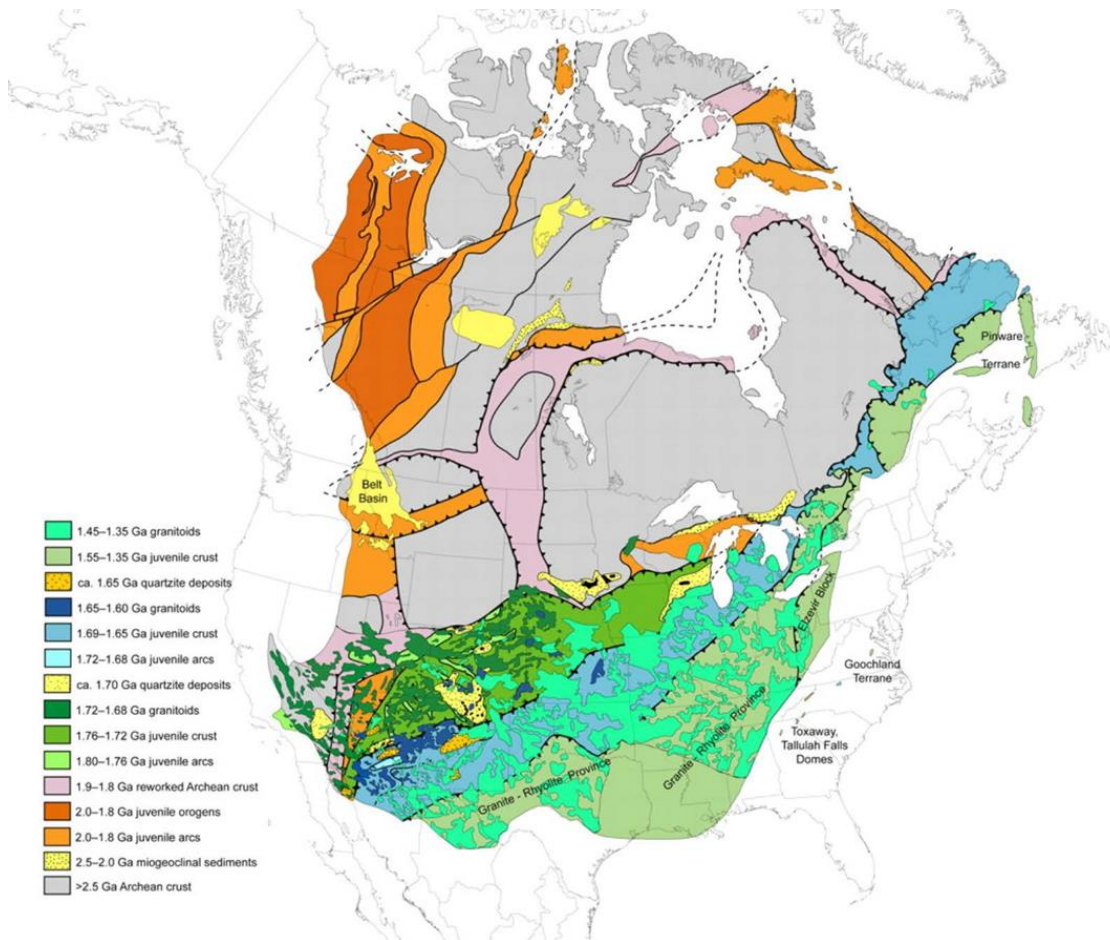 Pinware
Terrane
Belt
Basin
1.45–1.35 Ga granitoids
1.55–1.35 Ga juvenile crust
ca. 1.65 Ga quartzite deposits
1.65–1.60 Ga granitoids
1.69–1.65 Ga juvenile crust
1.72–1.68 Ga juvenile arcs
ca. 1.70 Ga quartzite deposits
1.72–1.68 Ga granitoids
1.76–1.72 Ga juvenile crust
1.80–1.76 Ga juvenile arcs
1.9–1.8 Ga reworked Archean crust
2.0–1.8 Ga juvenile orogens
2.0–1.8 Ga juvenile arcs
2.5–2.0 Ga miogeoclinal sediments
>2.5 Ga Archean crust
Elzevir Block
Goochland
Terrane
Toxaway,
Tallulah Falls
Domes
Granite - Rhyolite Province
Granite - Rhyolite Province